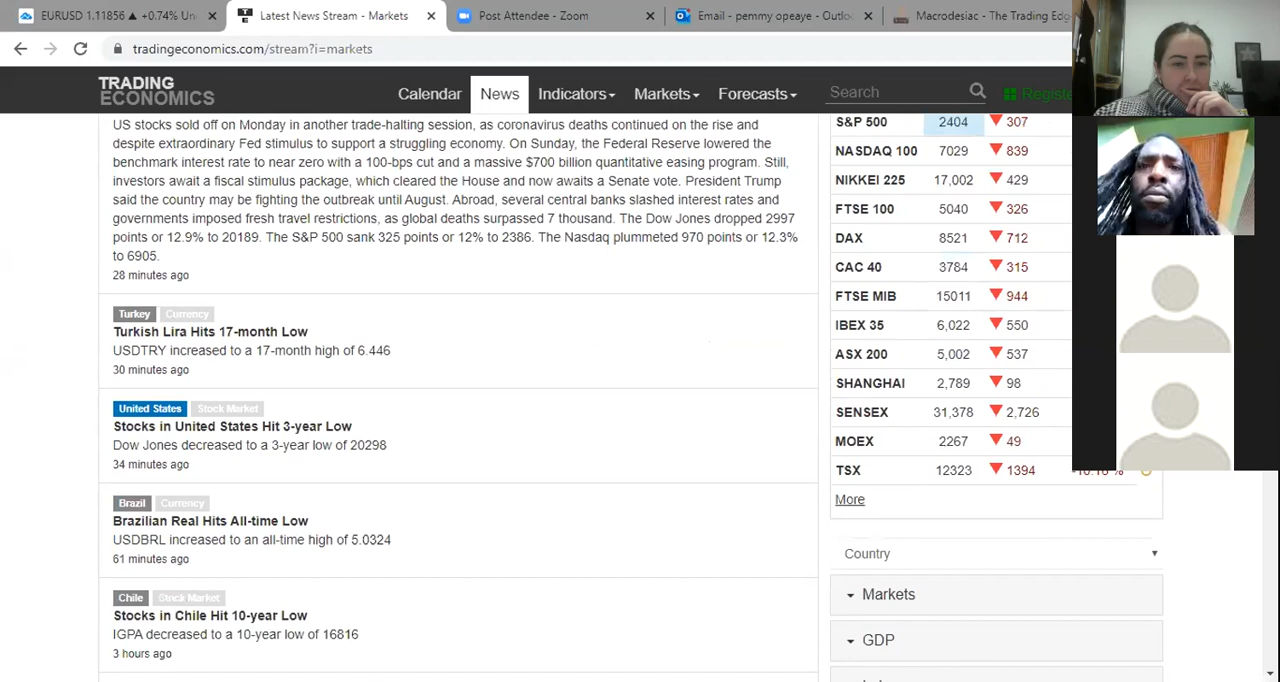 EURUSD 1.11856 ▲ +0.74% Un
Latest News Stream - Markets
Post Attendee - Zoom
Email - pemmy opeaye - Outlo
Macrodesiac - The Trading Edg
tradingeconomics.com/stream?i=markets
TRADING
ECONOMICS
Calendar
News
Indicators
Markets
Forecasts
Search
Registe
US stocks sold off on Monday in another trade-halting session, as coronavirus deaths continued on the rise and
despite extraordinary Fed stimulus to support a struggling economy. On Sunday, the Federal Reserve lowered the
benchmark interest rate to near zero with a 100-bps cut and a massive $700 billion quantitative easing program. Still,
investors await a fiscal stimulus package, which cleared the House and now awaits a Senate vote. President Trump
said the country may be fighting the outbreak until August. Abroad, several central banks slashed interest rates and
governments imposed fresh travel restrictions, as global deaths surpassed 7 thousand. The Dow Jones dropped 2997
points or 12.9% to 20189. The S&P 500 sank 325 points or 12% to 2386. The Nasdaq plummeted 970 points or 12.3%
to 6905.
28 minutes ago
Turkey Currency
Turkish Lira Hits 17-month Low
USDTRY increased to a 17-month high of 6.446
30 minutes ago
United States Stock Market
Stocks in United States Hit 3-year Low
Dow Jones decreased to a 3-year low of 20298
34 minutes ago
Brazil Currency
Brazilian Real Hits All-time Low
USDBRL increased to an all-time high of 5.0324
61 minutes ago
Chile Stock Market
Stocks in Chile Hit 10-year Low
IGPA decreased to a 10-year low of 16816
3 hours ago
S&P 500 2404 ▼ 307
NASDAQ 100 7029 ▼ 839
NIKKEI 225 17,002 ▼ 429
FTSE 100 5040 ▼ 326
DAX 8521 ▼ 712
CAC 40 3784 ▼ 315
FTSE MIB 15011 ▼ 944
IBEX 35 6,022 ▼ 550
ASX 200 5,002 ▼ 537
SHANGHAI 2,789 ▼ 98
SENSEX 31,378 ▼ 2,726
MOEX 2267 ▼ 49
TSX 12323 ▼ 1394 -10.16 %
More
Country
Markets
GDP